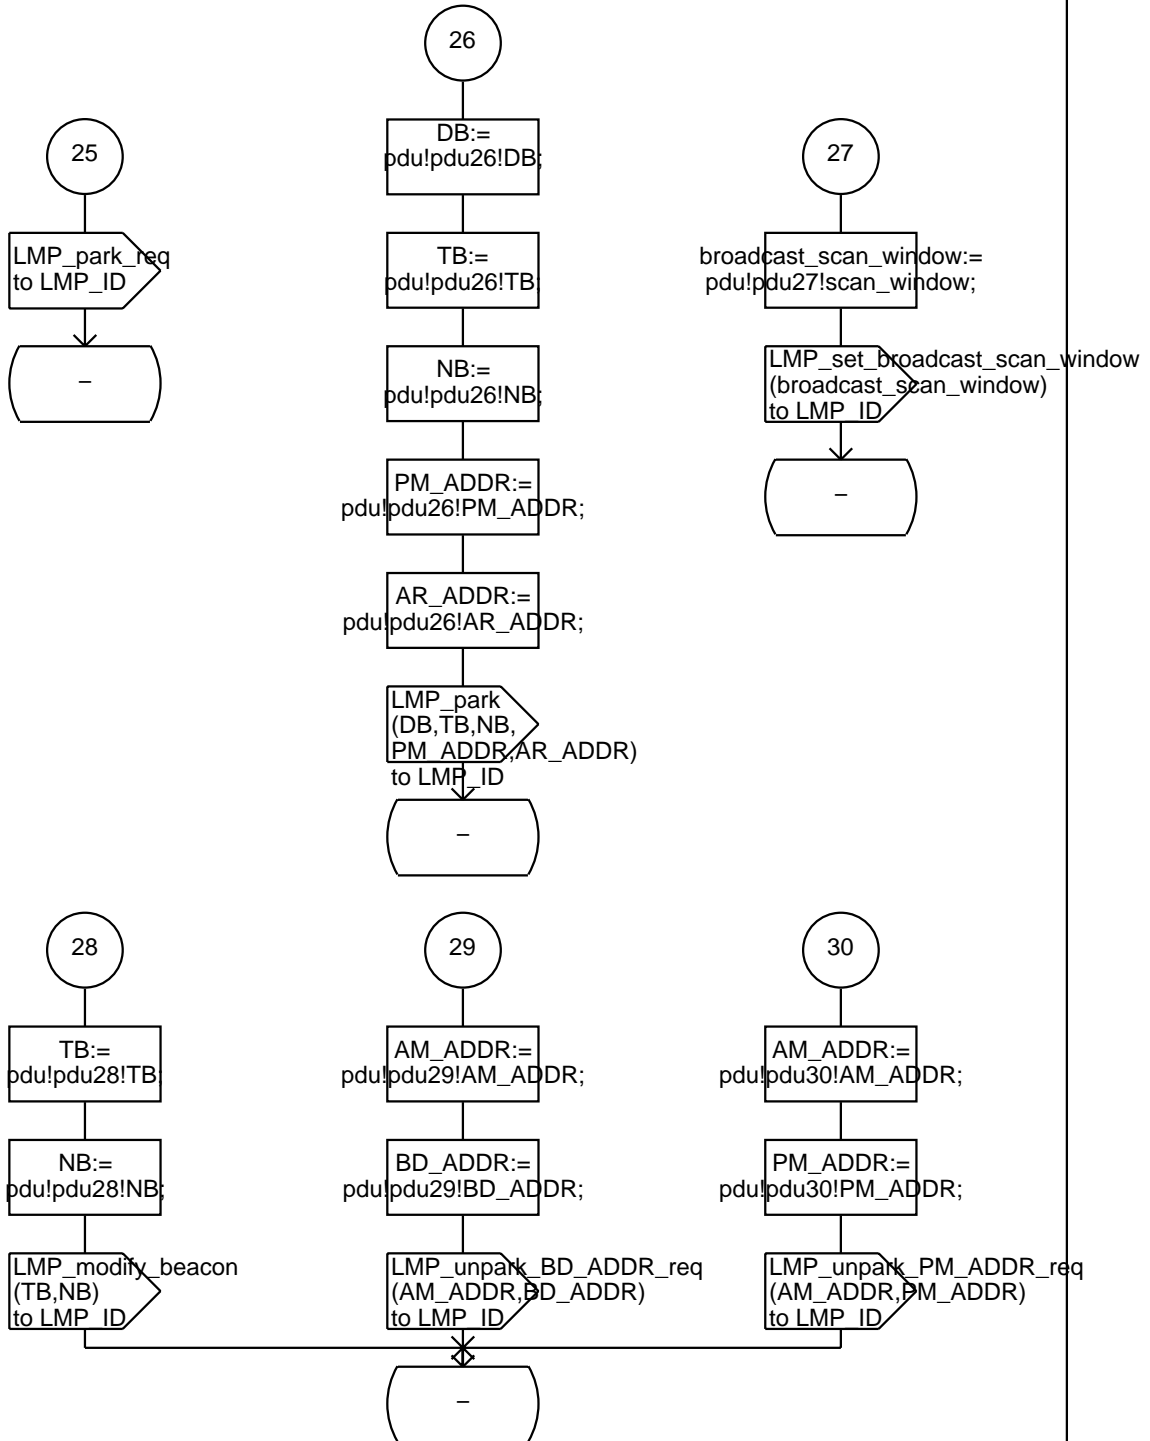 25
LMP_park_req
to LMP_ID
–
26
DB:=
pdu!pdu26!DB;
TB:=
pdu!pdu26!TB;
NB:=
pdu!pdu26!NB;
PM_ADDR:=
pdu!pdu26!PM_ADDR;
AR_ADDR:=
pdu!pdu26!AR_ADDR;
LMP_park
(DB,TB,NB,
PM_ADDR,AR_ADDR)
to LMP_ID
–
27
broadcast_scan_window:=
pdu!pdu27!scan_window;
LMP_set_broadcast_scan_window
(broadcast_scan_window)
to LMP_ID
–
28
TB:=
pdu!pdu28!TB;
NB:=
pdu!pdu28!NB;
LMP_modify_beacon
(TB,NB)
to LMP_ID
29
AM_ADDR:=
pdu!pdu29!AM_ADDR;
BD_ADDR:=
pdu!pdu29!BD_ADDR;
LMP_unpark_BD_ADDR_req
(AM_ADDR,BD_ADDR)
to LMP_ID
30
AM_ADDR:=
pdu!pdu30!AM_ADDR;
PM_ADDR:=
pdu!pdu30!PM_ADDR;
LMP_unpark_PM_ADDR_req
(AM_ADDR,PM_ADDR)
to LMP_ID
–